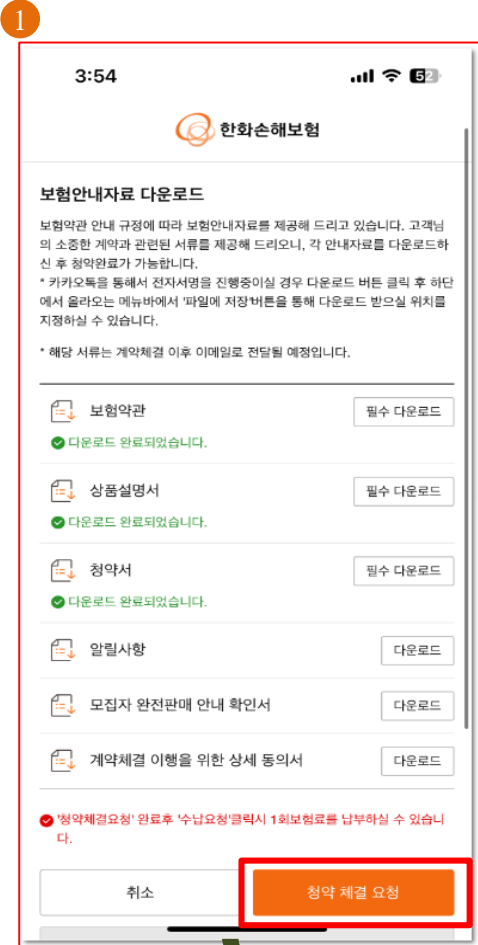 1
3:54
52
한화손해보험
보험안내자료 다운로드
보험약관 안내 규정에 따라 보험안내자료를 제공해 드리고 있습니다. 고객님
의 소중한 계약과 관련된 서류를 제공해 드리오니, 각 안내자료를 다운로드하
신 후 청약완료가 가능합니다.
* 카카오톡을 통해서 전자서명을 진행중이실 경우 다운로드 버튼 클릭 후 하단
에서 올라오는 메뉴바에서 '파일에 저장'버튼을 통해 다운로드 받으실 위치를
지정하실 수 있습니다.
* 해당 서류는 계약체결 이후 이메일로 전달될 예정입니다.
보험약관 필수 다운로드
다운로드 완료되었습니다.
상품설명서 필수 다운로드
다운로드 완료되었습니다.
청약서 필수 다운로드
다운로드 완료되었습니다.
알릴사항 다운로드
모집자 완전판매 안내 확인서 다운로드
계약체결 이행을 위한 상세 동의서 다운로드
'청약체결요청' 완료후 '수납요청'클릭시 1회보험료를 납부하실 수 있습니
다.
취소 청약 체결 요청